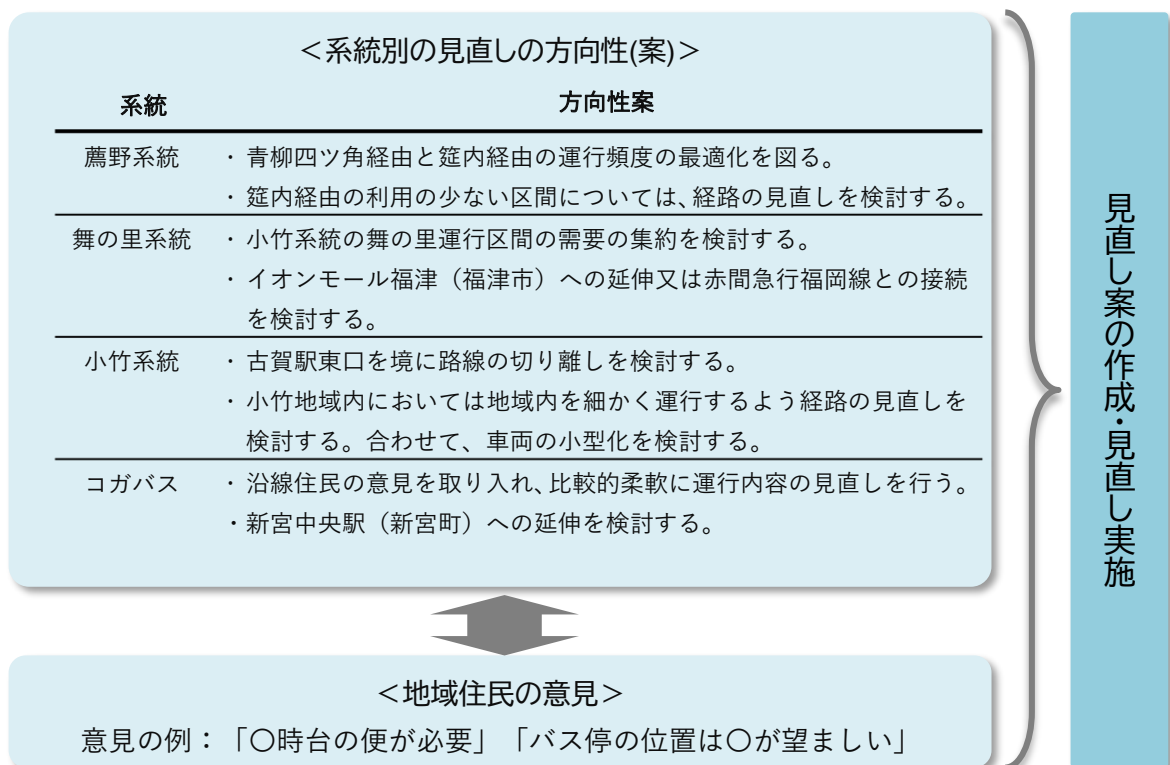 ＜系統別の見直しの方向性(案)＞
系統 方向性案
薦野系統 ・青柳四ツ角経由と筵内経由の運行頻度の最適化を図る。
・筵内経由の利用の少ない区間については、経路の見直しを検討する。
舞の里系統 ・小竹系統の舞の里運行区間の需要の集約を検討する。
・イオンモール福津（福津市）への延伸又は赤間急行福岡線との接続
を検討する。
小竹系統 ・古賀駅東口を境に路線の切り離しを検討する。
・小竹地域内においては地域内を細かく運行するよう経路の見直しを
検討する。合わせて、車両の小型化を検討する。
コガバス ・沿線住民の意見を取り入れ、比較的柔軟に運行内容の見直しを行う。
・新宮中央駅（新宮町）への延伸を検討する。
＜地域住民の意見＞
意見の例：「〇時台の便が必要」「バス停の位置は〇が望ましい」
見直し案の作成・見直し実施